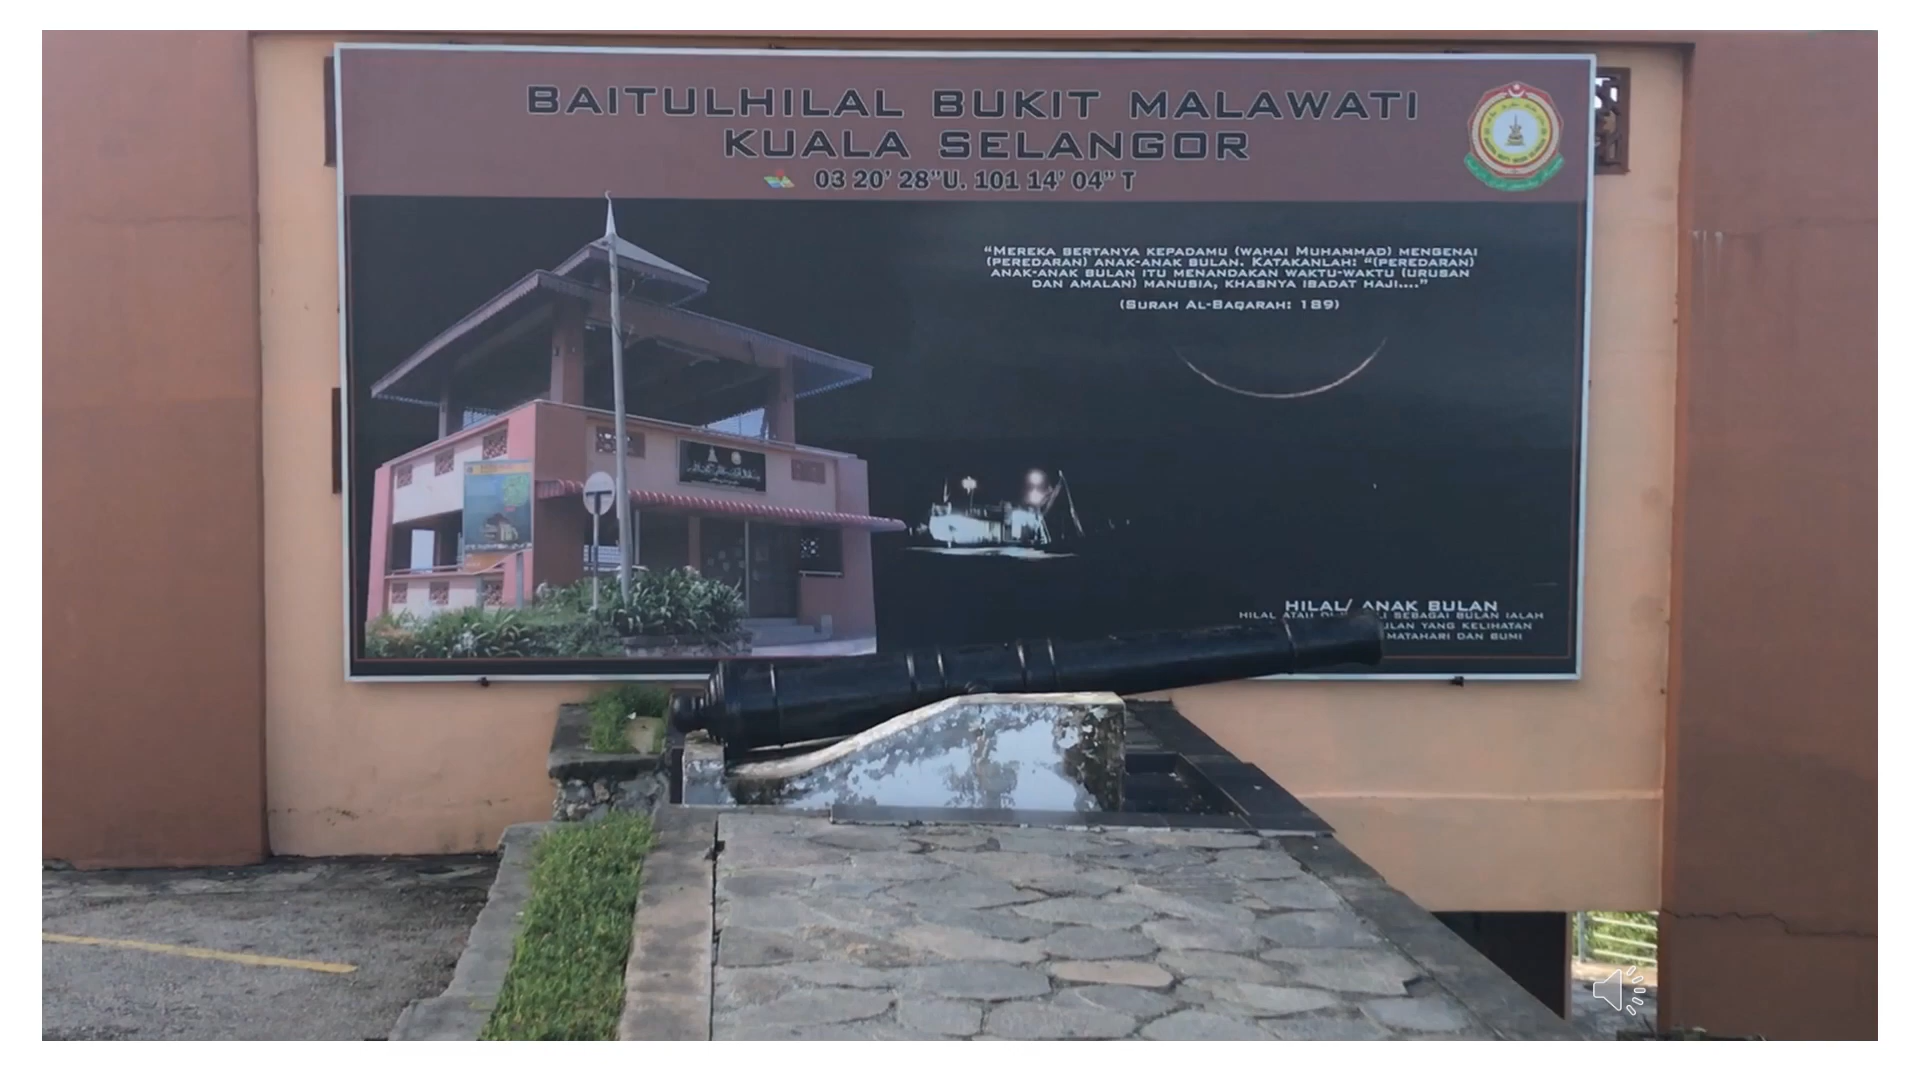 BAITULHILAL BUKIT MALAWATI
KUALA SELANGOR
03 20' 28"U. 101 14' 04" T
"MEREKA BERTANYA KEPADAMU (WAHAI MUHAMMAD) MENGENAI
(PEREDARAN) ANAK-ANAK BULAN. KATAKANLAH: "(PEREDARAN)
ANAK-ANAK BULAN ITU MENANDAKAN WAKTU-WAKTU (URUSAN
DAN AMALAN) MANUSIA, KHASNYA IBADAT HAJI...."
(SURAH AL-BAQARAH: 189)
HILAL/ ANAK BULAN
HILAL ATAU SEBAGAI BULAN IALAH
YANG KELIHATAN
MATAHARI DAN BUMI